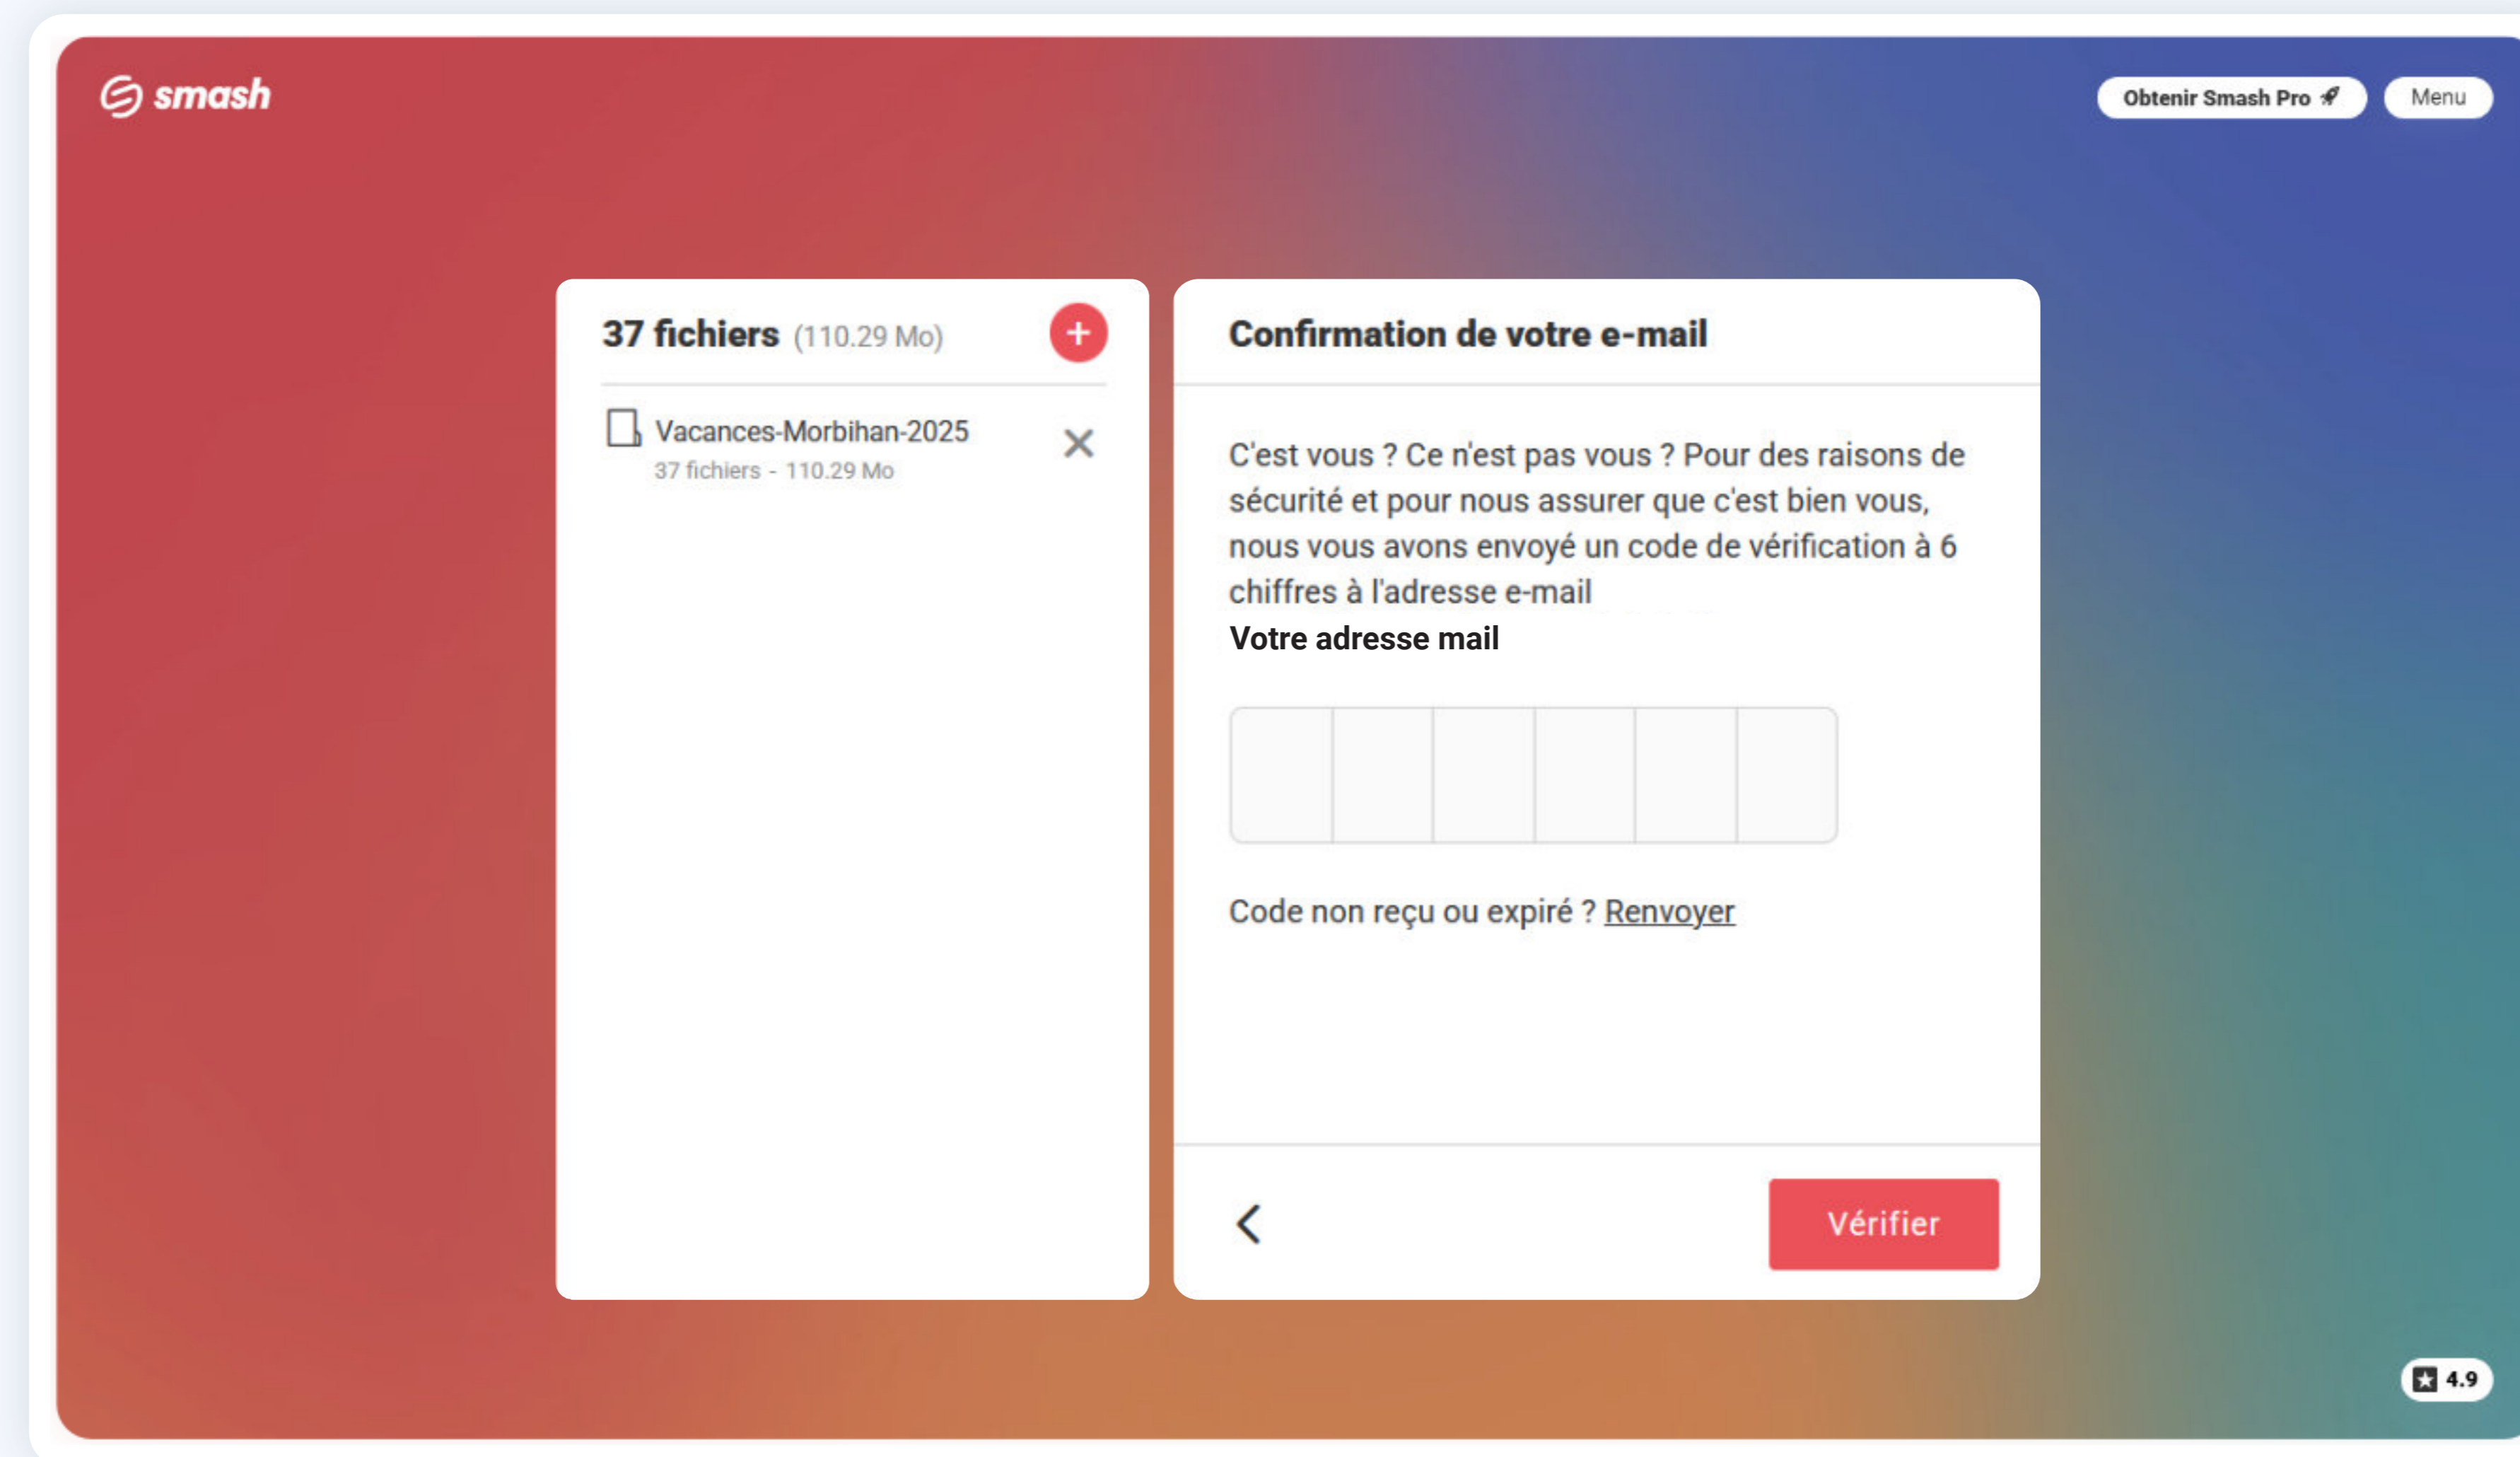 smash
Obtenir Smash Pro
Menu
37 fichiers (110.29 Mo)
Vacances-Morbihan-2025
37 fichiers - 110.29 Mo
Confirmation de votre e-mail
C'est vous ? Ce n'est pas vous ? Pour des raisons de
sécurité et pour nous assurer que c'est bien vous,
nous vous avons envoyé un code de vérification à 6
chiffres à l'adresse e-mail
Votre adresse mail
Code non reçu ou expiré ? Renvoyer
Vérifier
4.9